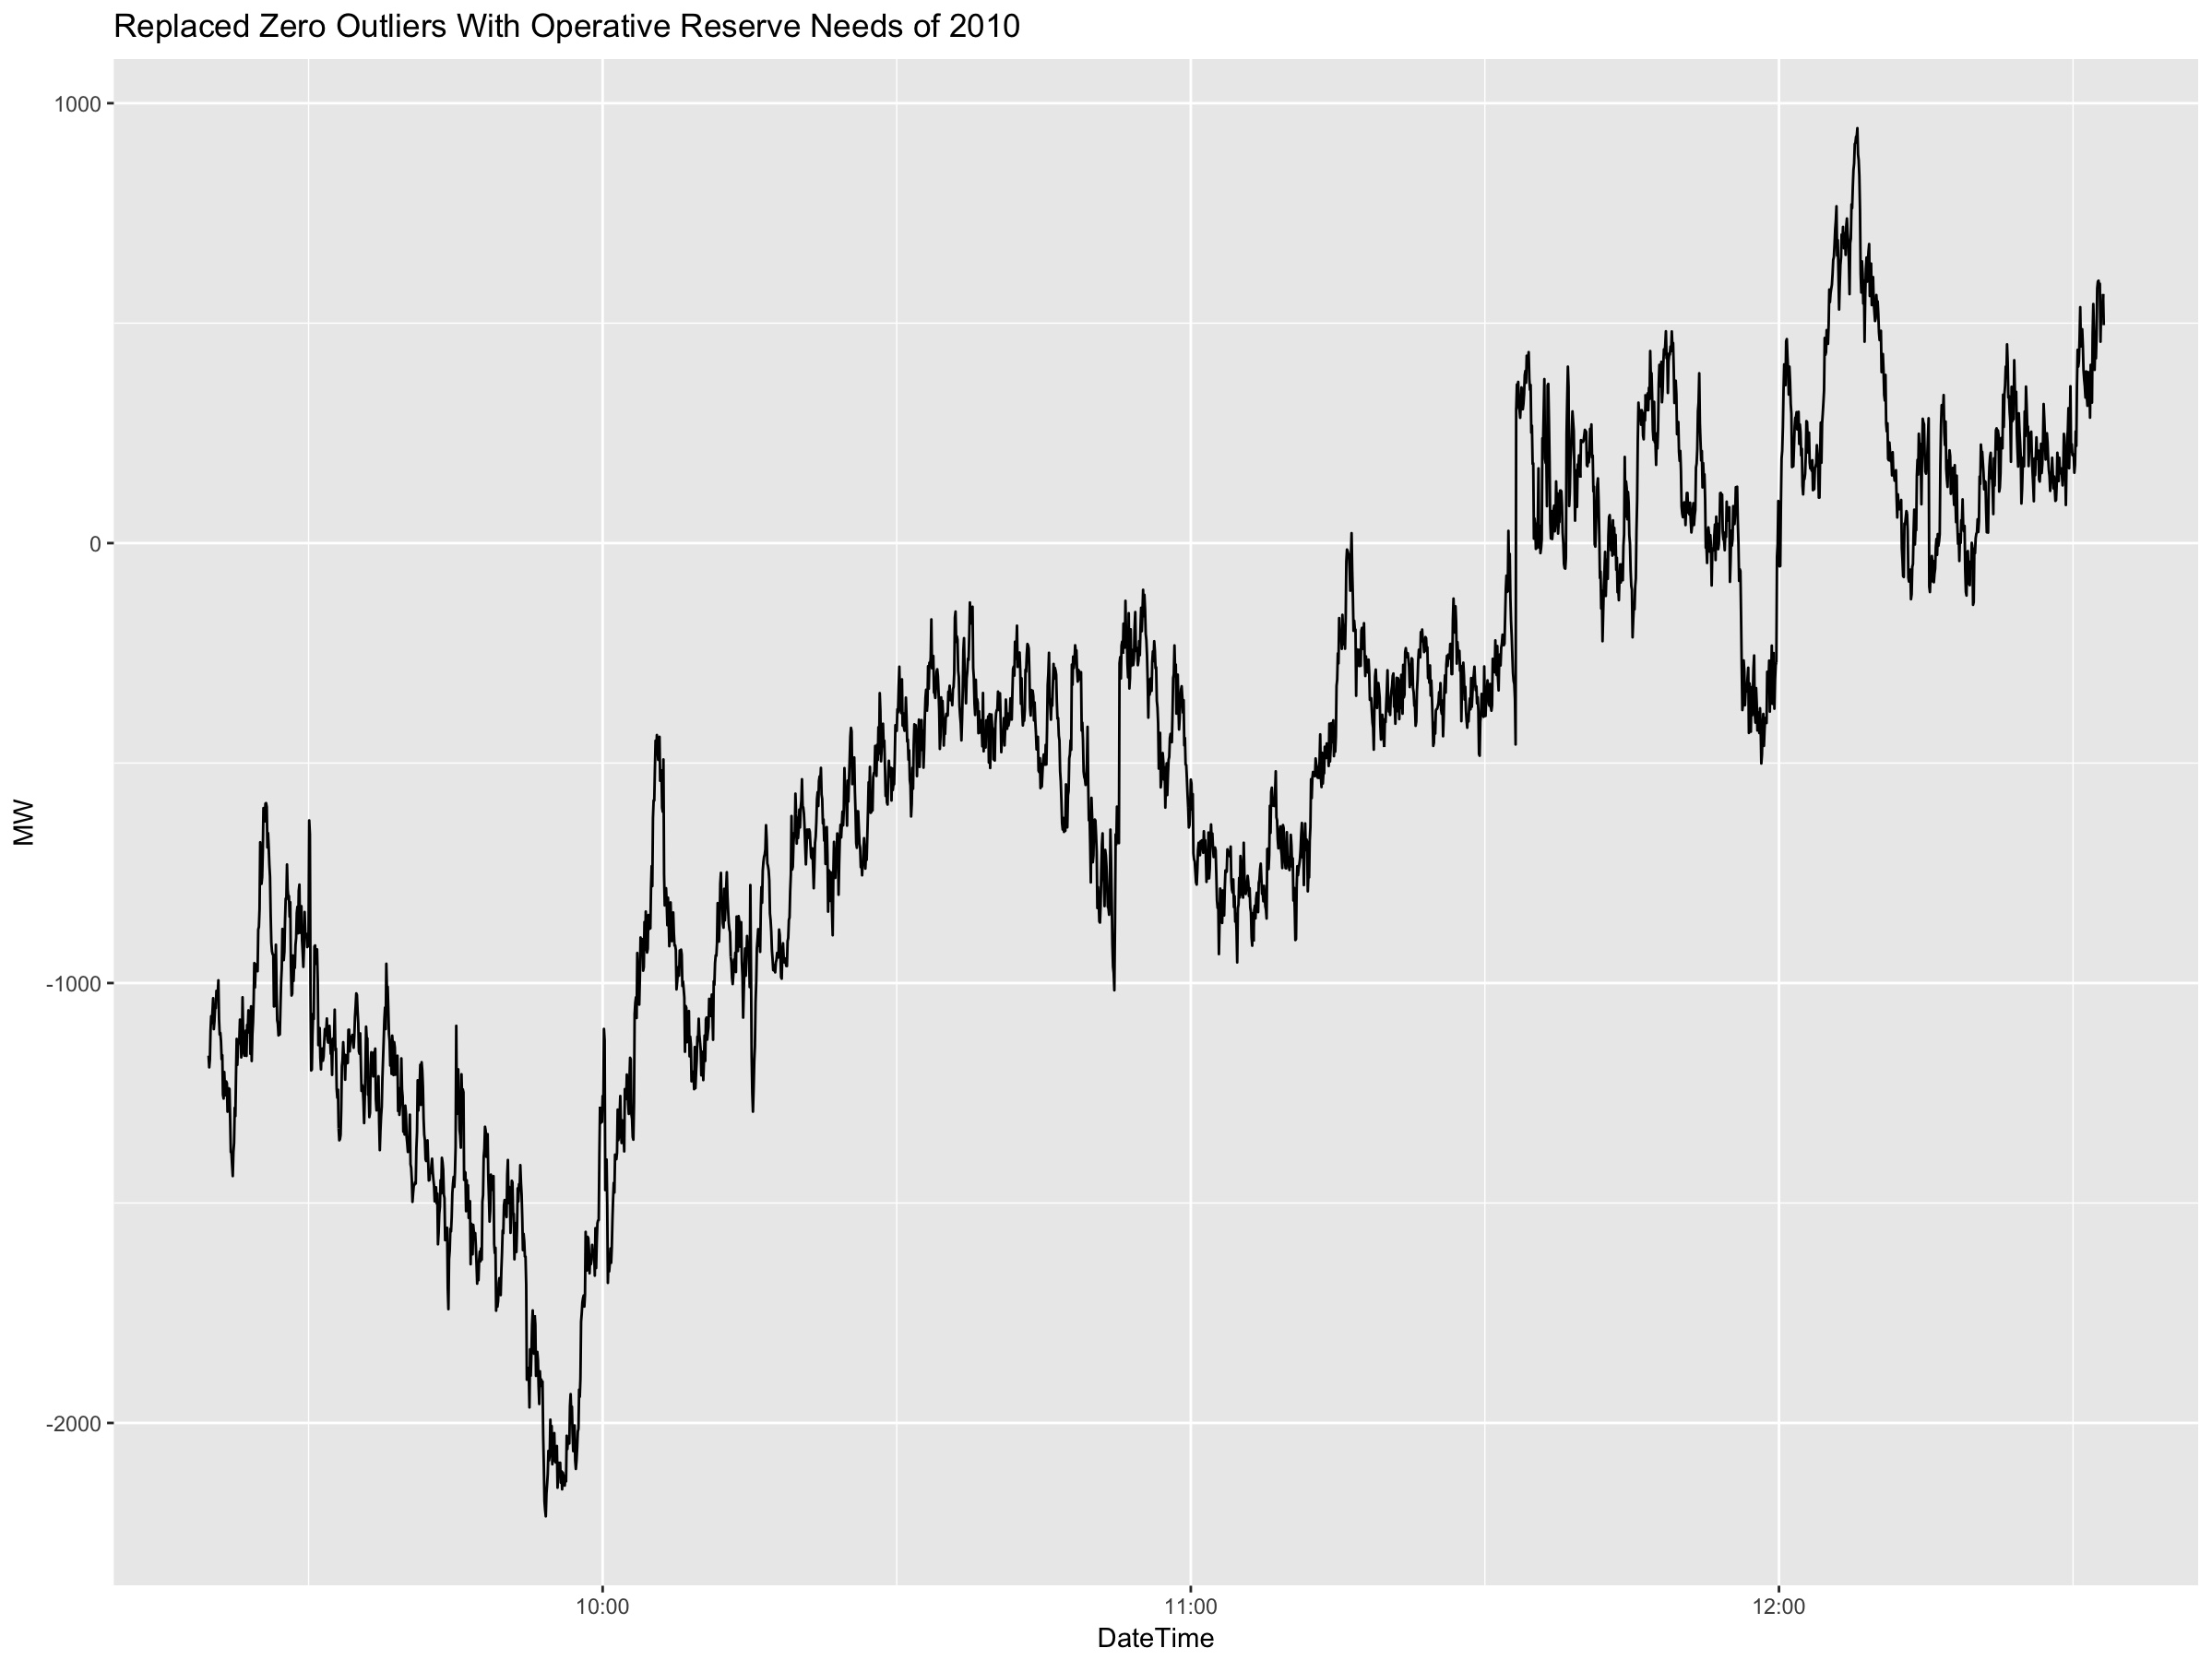 Replaced Zero Outliers With Operative Reserve Needs of 2010
1000
0
-1000
-2000
MW
10:00
11:00
12:00
DateTime